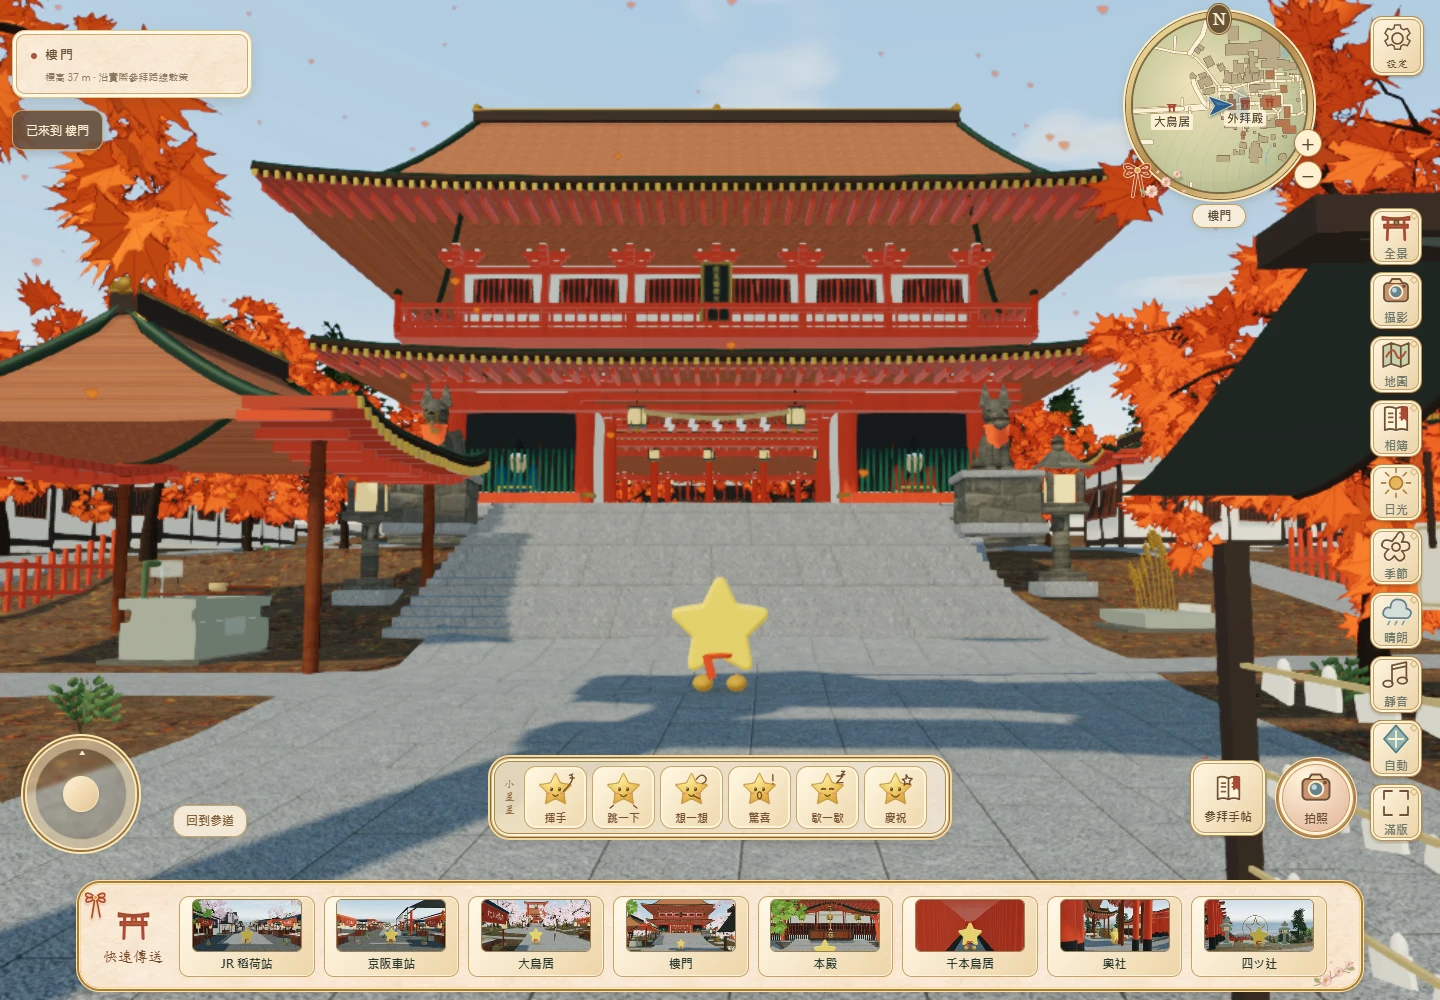 樓門
標高 37 m · 沿實際參拜路線散策
已來到 樓門
N
大鳥居
外拜殿
+
−
樓門
設定
全景
攝影
地圖
相簿
日光
季節
晴朗
靜音
自動
滿版
回到參道
小星星
揮手
跳一下
想一想
驚喜
歇一歇
慶祝
參拜手帖
拍照
快速傳送
JR 稻荷站
京阪車站
大鳥居
樓門
本殿
千本鳥居
奧社
四ツ辻